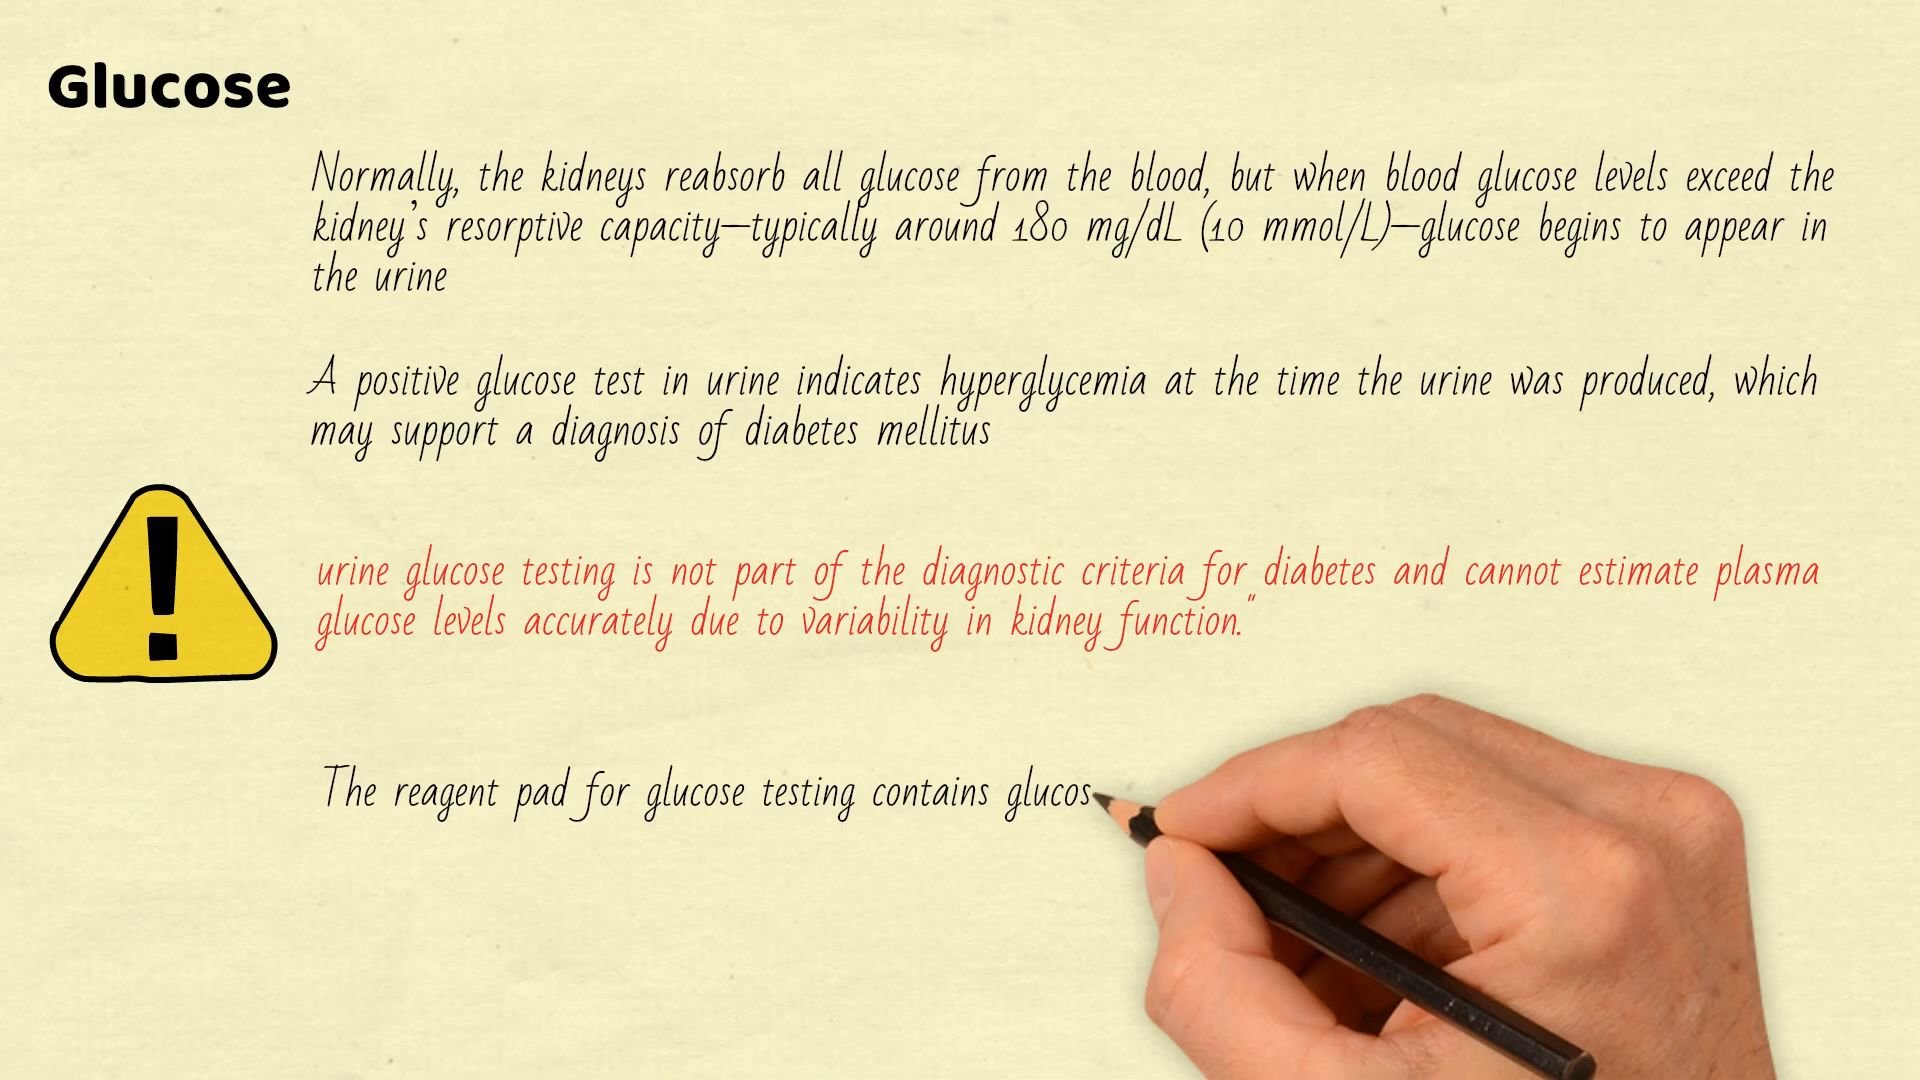 Glucose
Normally, the kidneys reabsorb all glucose from the blood, but when blood glucose levels exceed the
kidney's resorptive capacity—typically around 180 mg/dL (10 mmol/L)—glucose begins to appear in
the urine
A positive glucose test in urine indicates hyperglycemia at the time the urine was produced, which
may support a diagnosis of diabetes mellitus
urine glucose testing is not part of the diagnostic criteria for diabetes and cannot estimate plasma
glucose levels accurately due to variability in kidney function."
The reagent pad for glucose testing contains glucos